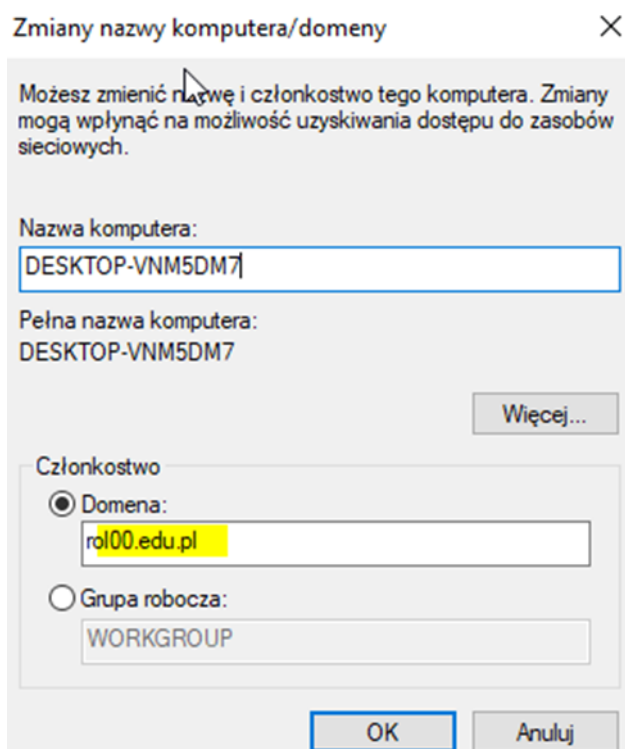 Zmiany nazwy komputera/domeny
Możesz zmienić nazwę i członkostwo tego komputera. Zmiany
mogą wpłynąć na możliwość uzyskiwania dostępu do zasobów
sieciowych.
Nazwa komputera:
DESKTOP-VNM5DM7
Pełna nazwa komputera:
DESKTOP-VNM5DM7
Więcej...
Członkostwo
Domena:
rol00.edu.pl
Grupa robocza:
WORKGROUP
OK Anuluj